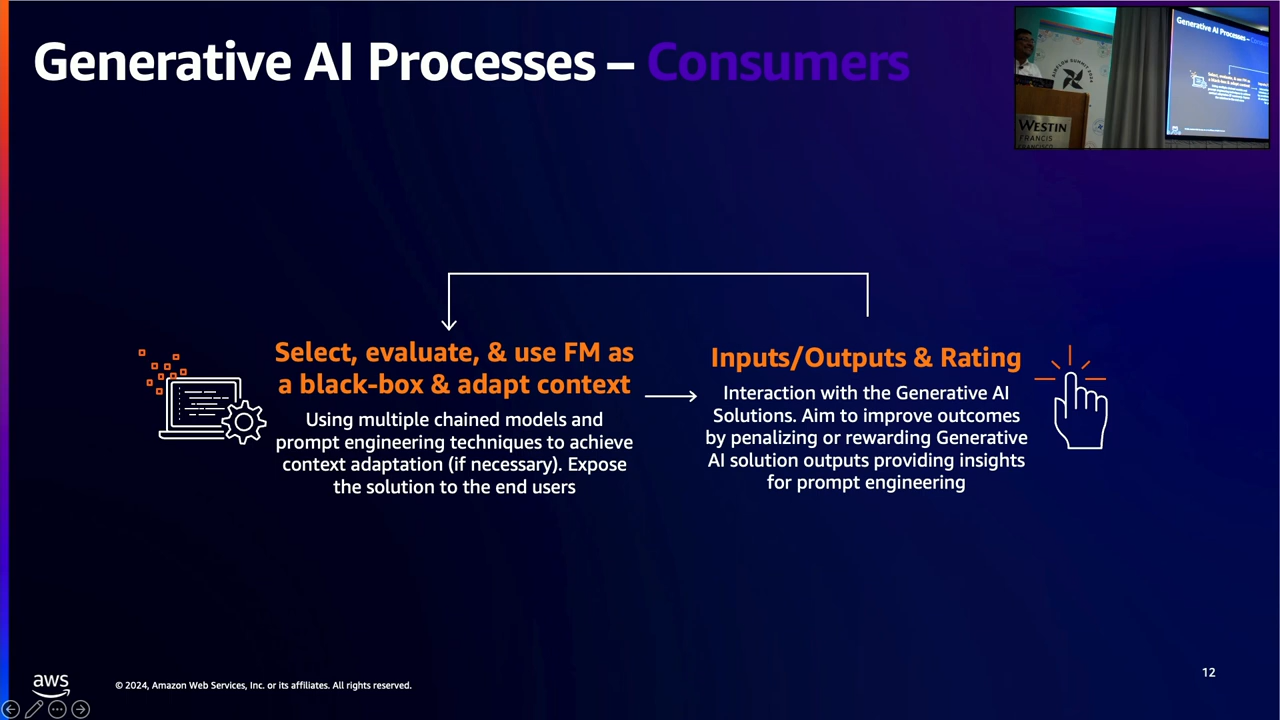 Generative AI Processes – Consumers
Select, evaluate, & use FM as
a black-box & adapt context
Using multiple chained models and
prompt engineering techniques to achieve
context adaptation (if necessary). Expose
the solution to the end users
Inputs/Outputs & Rating
Interaction with the Generative AI
Solutions. Aim to improve outcomes
by penalizing or rewarding Generative
AI solution outputs providing insights
for prompt engineering
aws
© 2024, Amazon Web Services, Inc. or its affiliates. All rights reserved.
12
WESTIN
Generative AI Processes –